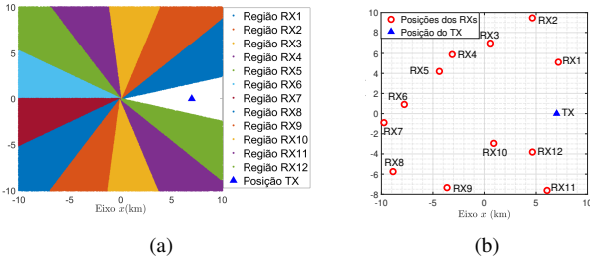 10
5
0
-5
-10
-10
-5
0
5
10
Eixo x(km)
Região RX1
Região RX2
Região RX3
Região RX4
Região RX5
Região RX6
Região RX7
Região RX8
Região RX9
Região RX10
Região RX11
Região RX12
Posição TX
(a)
10
8
6
4
2
0
-2
-4
-6
-8
-10
-5
0
5
10
Eixo x (km)
Posições dos RXs
Posição do TX
RX2
RX3
RX4
RX1
RX5
RX6
TX
RX7
RX10
RX12
RX8
RX9
RX11
(b)